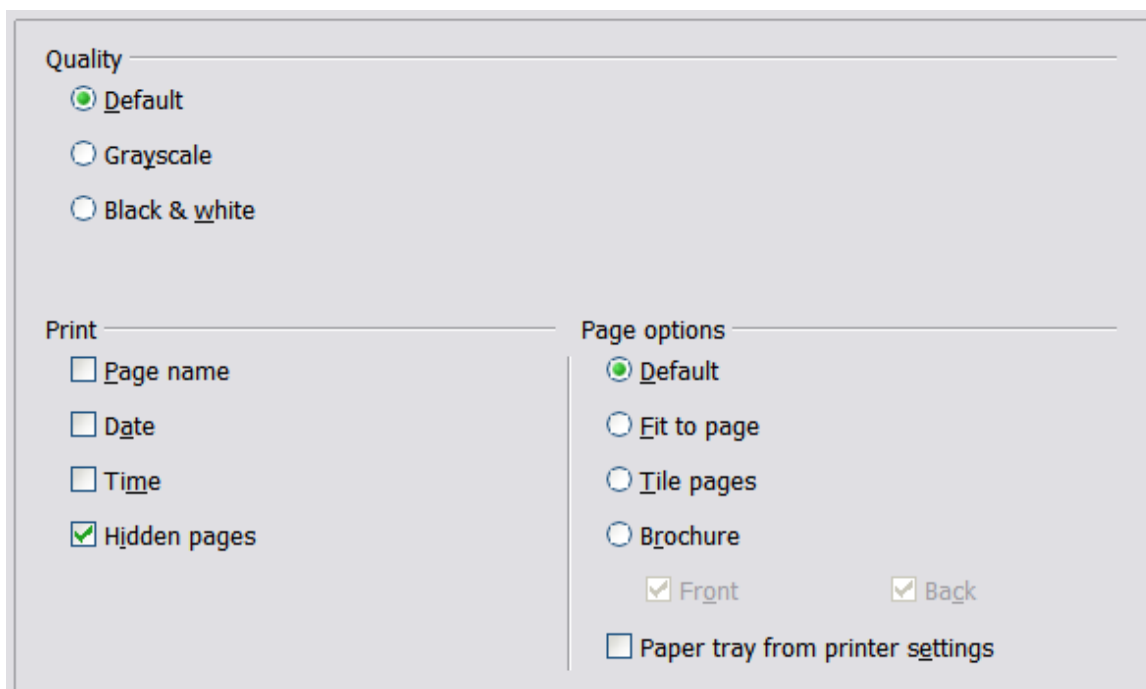 Quality
Default
Grayscale
Black & white
Print
Page name
Date
Time
Hidden pages
Page options
Default
Fit to page
Tile pages
Brochure
Front Back
Paper tray from printer settings